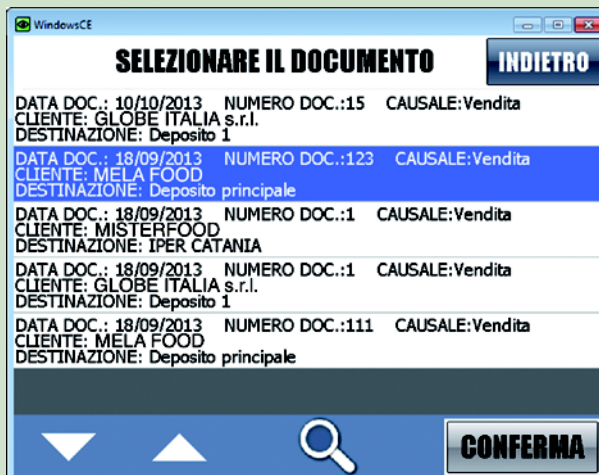 WindowsCE
SELEZIONARE IL DOCUMENTO
INDIETRO
DATA DOC.: 10/10/2013 NUMERO DOC.:15 CAUSALE:Vendita
CLIENTE: GLOBE ITALIA s.r.l.
DESTINAZIONE: Deposito 1
DATA DOC.: 18/09/2013 NUMERO DOC.:123 CAUSALE:Vendita
CLIENTE: MELA FOOD
DESTINAZIONE: Deposito principale
DATA DOC.: 18/09/2013 NUMERO DOC.:1 CAUSALE:Vendita
CLIENTE: MISTERFOOD
DESTINAZIONE: IPER CATANIA
DATA DOC.: 18/09/2013 NUMERO DOC.:1 CAUSALE:Vendita
CLIENTE: GLOBE ITALIA s.r.l.
DESTINAZIONE: Deposito 1
DATA DOC.: 18/09/2013 NUMERO DOC.:111 CAUSALE:Vendita
CLIENTE: MELA FOOD
DESTINAZIONE: Deposito principale
CONFERMA